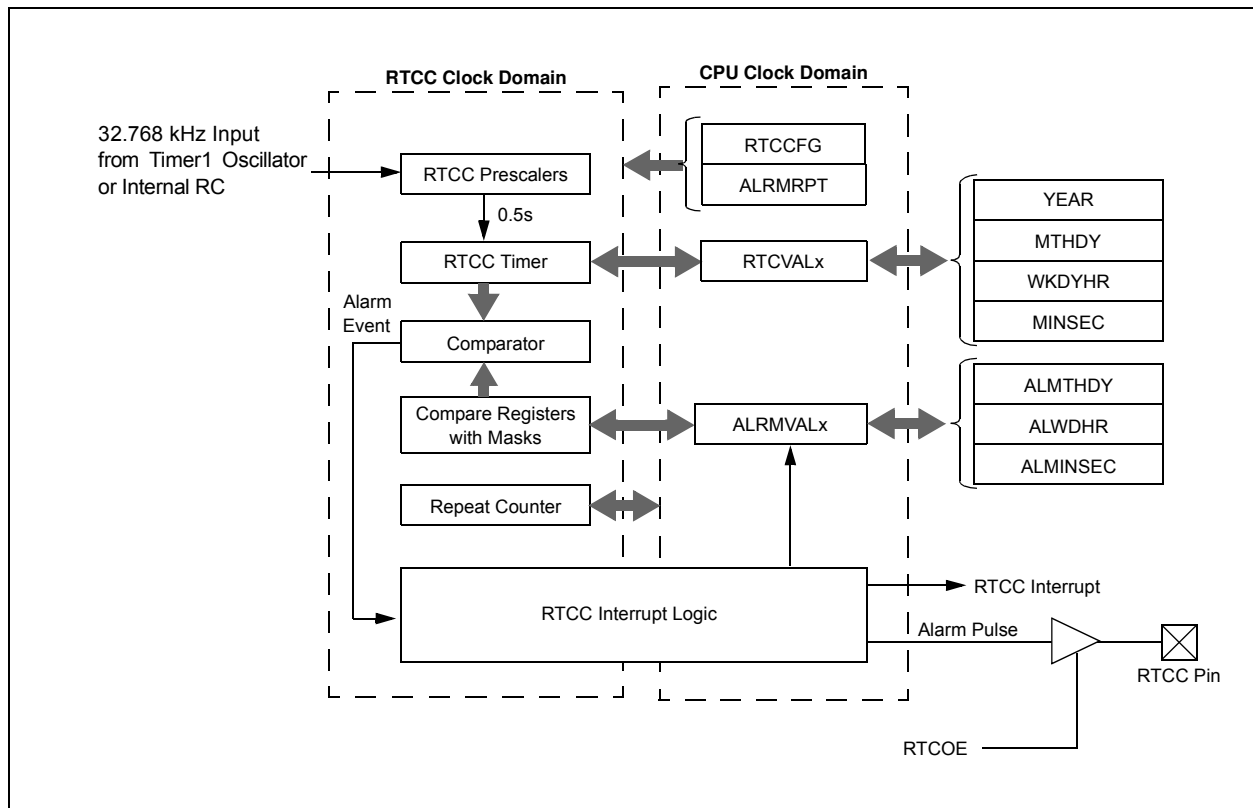 RTCC Clock Domain
CPU Clock Domain
32.768 kHz Input
from Timer1 Oscillator
or Internal RC
RTCC Prescalers
0.5s
RTCC Timer
Alarm
Event
Comparator
Compare Registers
with Masks
Repeat Counter
RTCC Interrupt Logic
RTCCFG
ALRMRPT
RTCVALx
ALRMVALx
YEAR
MTHDY
WKDYHR
MINSEC
ALMTHDY
ALWDHR
ALMINSEC
RTCC Interrupt
Alarm Pulse
RTCC Pin
RTCOE